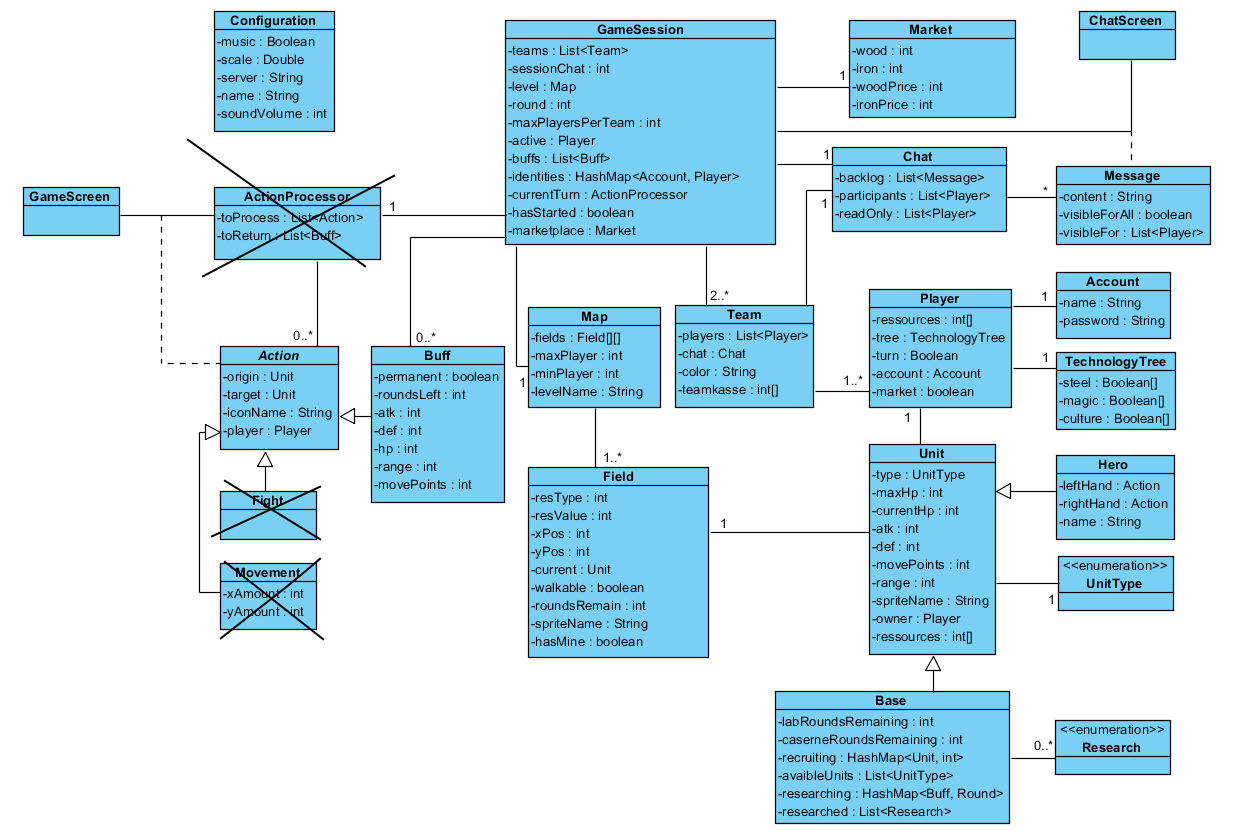 Configuration
-music : Boolean
-scale : Double
-server : String
-name : String
-soundVolume : int
GameSession
-teams : List<Team>
-sessionChat : int
-level : Map
-round : int
-maxPlayersPerTeam : int
-active : Player
-buffs : List<Buff>
-identities : HashMap<Account, Player>
-currentTurn : ActionProcessor
-hasStarted : boolean
-marketplace : Market
Market
-wood : int
-iron : int
-woodPrice : int
-ironPrice : int
1
ChatScreen
GameScreen
ActionProcessor
-toProcess : List<Action>
-toReturn : List<Buff>
1
1
1
Chat
-backlog : List<Message>
-participants : List<Player>
-readOnly : List<Player>
*
Message
-content : String
-visibleForAll : boolean
-visibleFor : List<Player>
0..*
0..*
1
2..*
Action
-origin : Unit
-target : Unit
-iconName : String
-player : Player
Buff
-permanent : boolean
-roundsLeft : int
-atk : int
-def : int
-hp : int
-range : int
-movePoints : int
Map
-fields : Field[][]
-maxPlayer : int
-minPlayer : int
-levelName : String
Team
-players : List<Player>
-chat : Chat
-color : String
-teamkasse : int[]
1..*
Player
-ressources : int[]
-tree : TechnologyTree
-turn : Boolean
-account : Account
-market : boolean
1
Account
-name : String
-password : String
1
TechnologyTree
-steel : Boolean[]
-magic : Boolean[]
-culture : Boolean[]
1
1..*
Fight
Movement
-xAmount : int
-yAmount : int
Field
-resType : int
-resValue : int
-xPos : int
-yPos : int
-current : Unit
-walkable : boolean
-roundsRemain : int
-spriteName : String
-hasMine : boolean
1
Unit
-type : UnitType
-maxHp : int
-currentHp : int
-atk : int
-def : int
-movePoints : int
-range : int
-spriteName : String
-owner : Player
-ressources : int[]
Hero
-leftHand : Action
-rightHand : Action
-name : String
<<enumeration>>
UnitType
1
Base
-labRoundsRemaining : int
-caserneRoundsRemaining : int
-recruiting : HashMap<Unit, int>
-avaibleUnits : List<UnitType>
-researching : HashMap<Buff, Round>
-researched : List<Research>
0..*
<<enumeration>>
Research